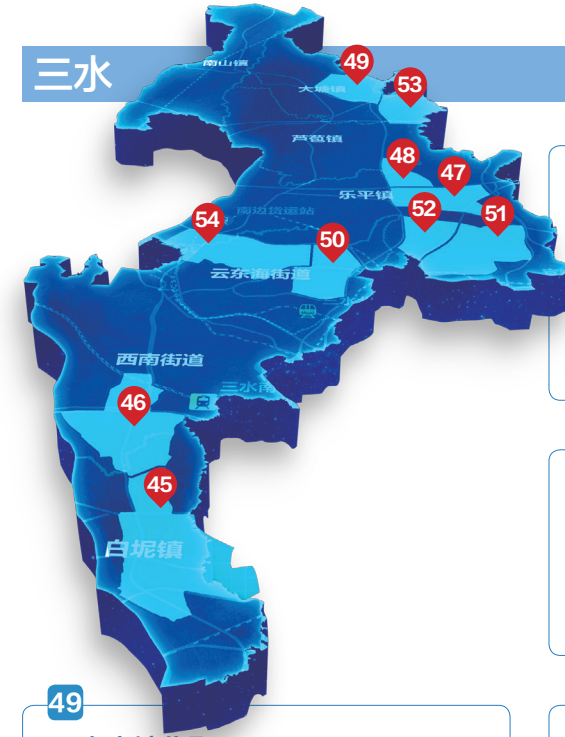 三水
南山镇
49
大塘镇
53
芦苞镇
48
47
乐平镇
52
51
南边货运站
54
50
云东海街道
西南街道
三水南
46
45
白坭镇
49